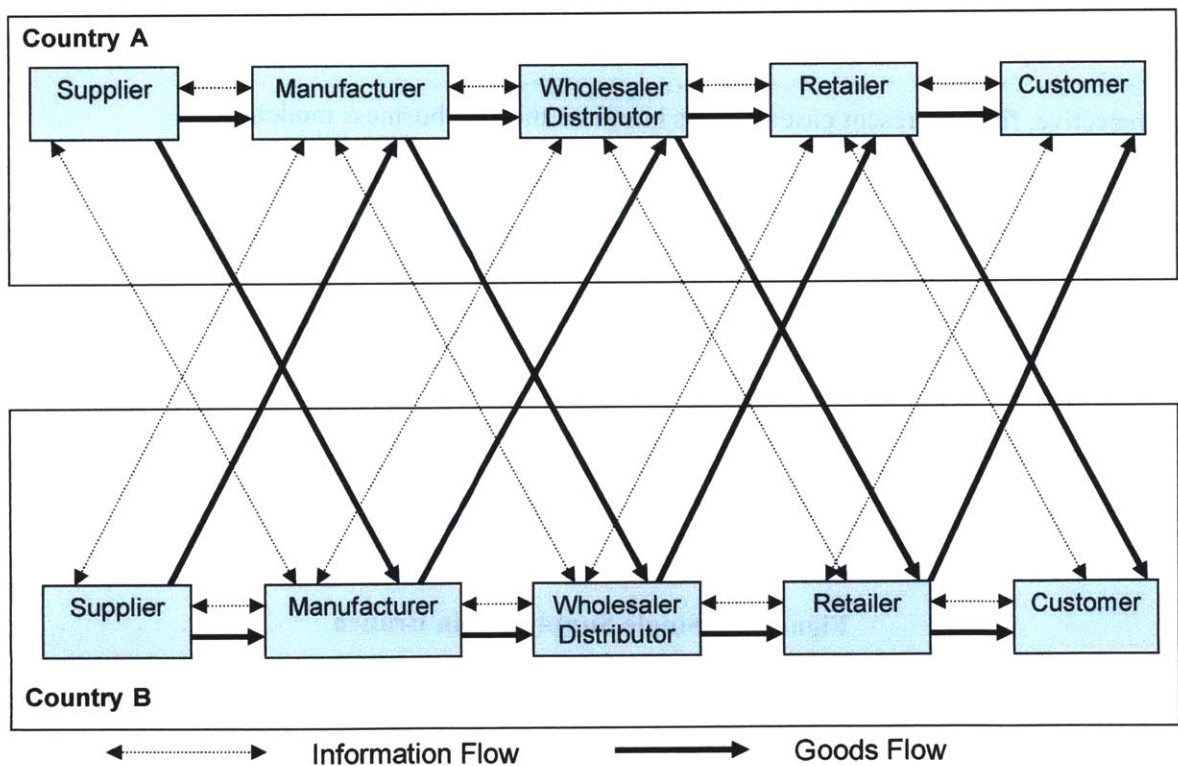 Country A
Supplier
Manufacturer
Wholesaler
Distributor
Retailer
Customer
Supplier
Manufacturer
Wholesaler
Distributor
Retailer
Customer
Country B
Information Flow
Goods Flow